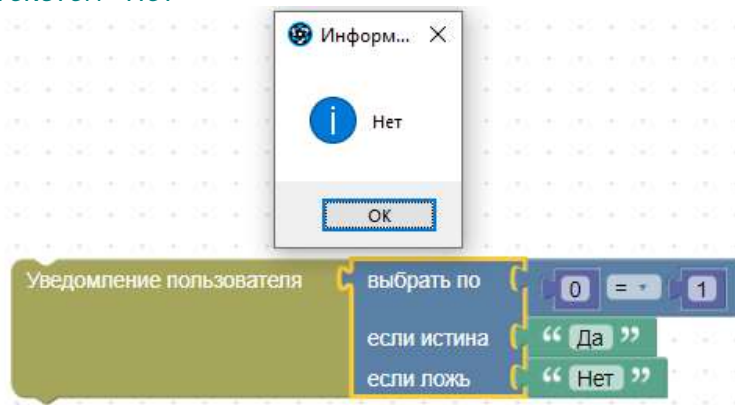 Информ...
Нет
OK
Уведомление пользователя выбрать по 0 = 1
если истина “ Да ”
если ложь “ Нет ”